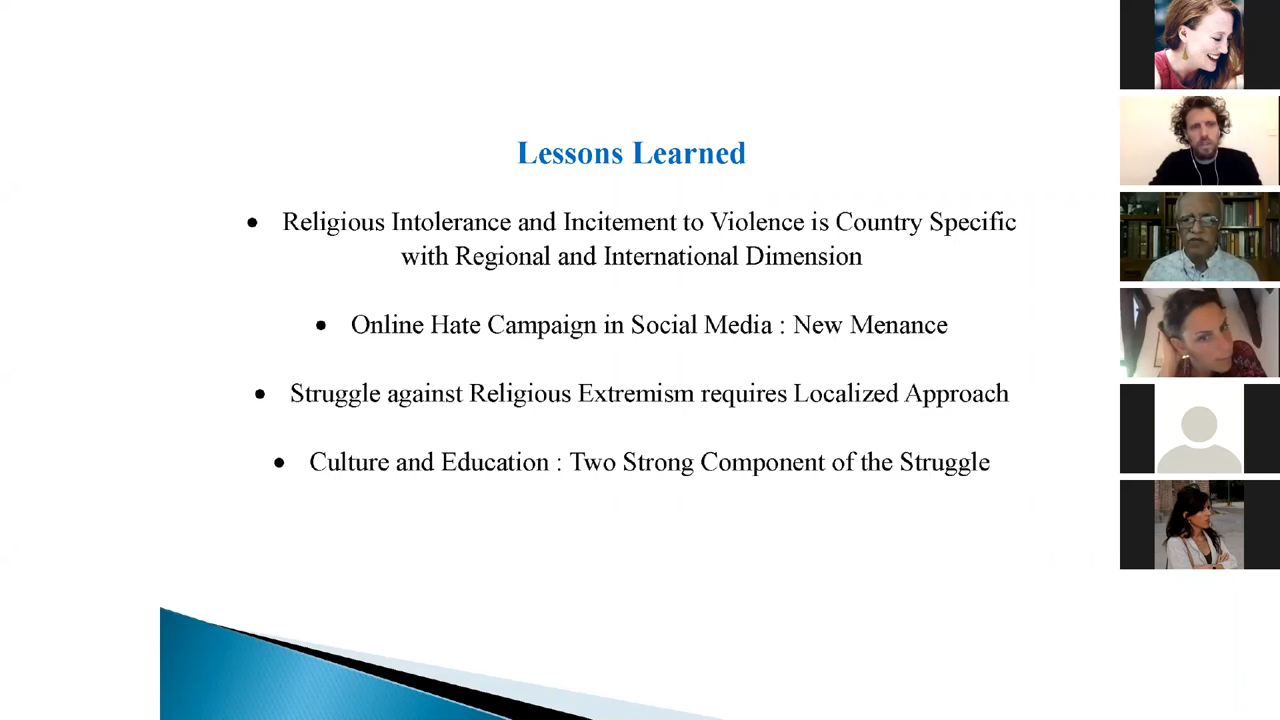 Lessons Learned
• Religious Intolerance and Incitement to Violence is Country Specific
with Regional and International Dimension
• Online Hate Campaign in Social Media : New Menance
• Struggle against Religious Extremism requires Localized Approach
• Culture and Education : Two Strong Component of the Struggle